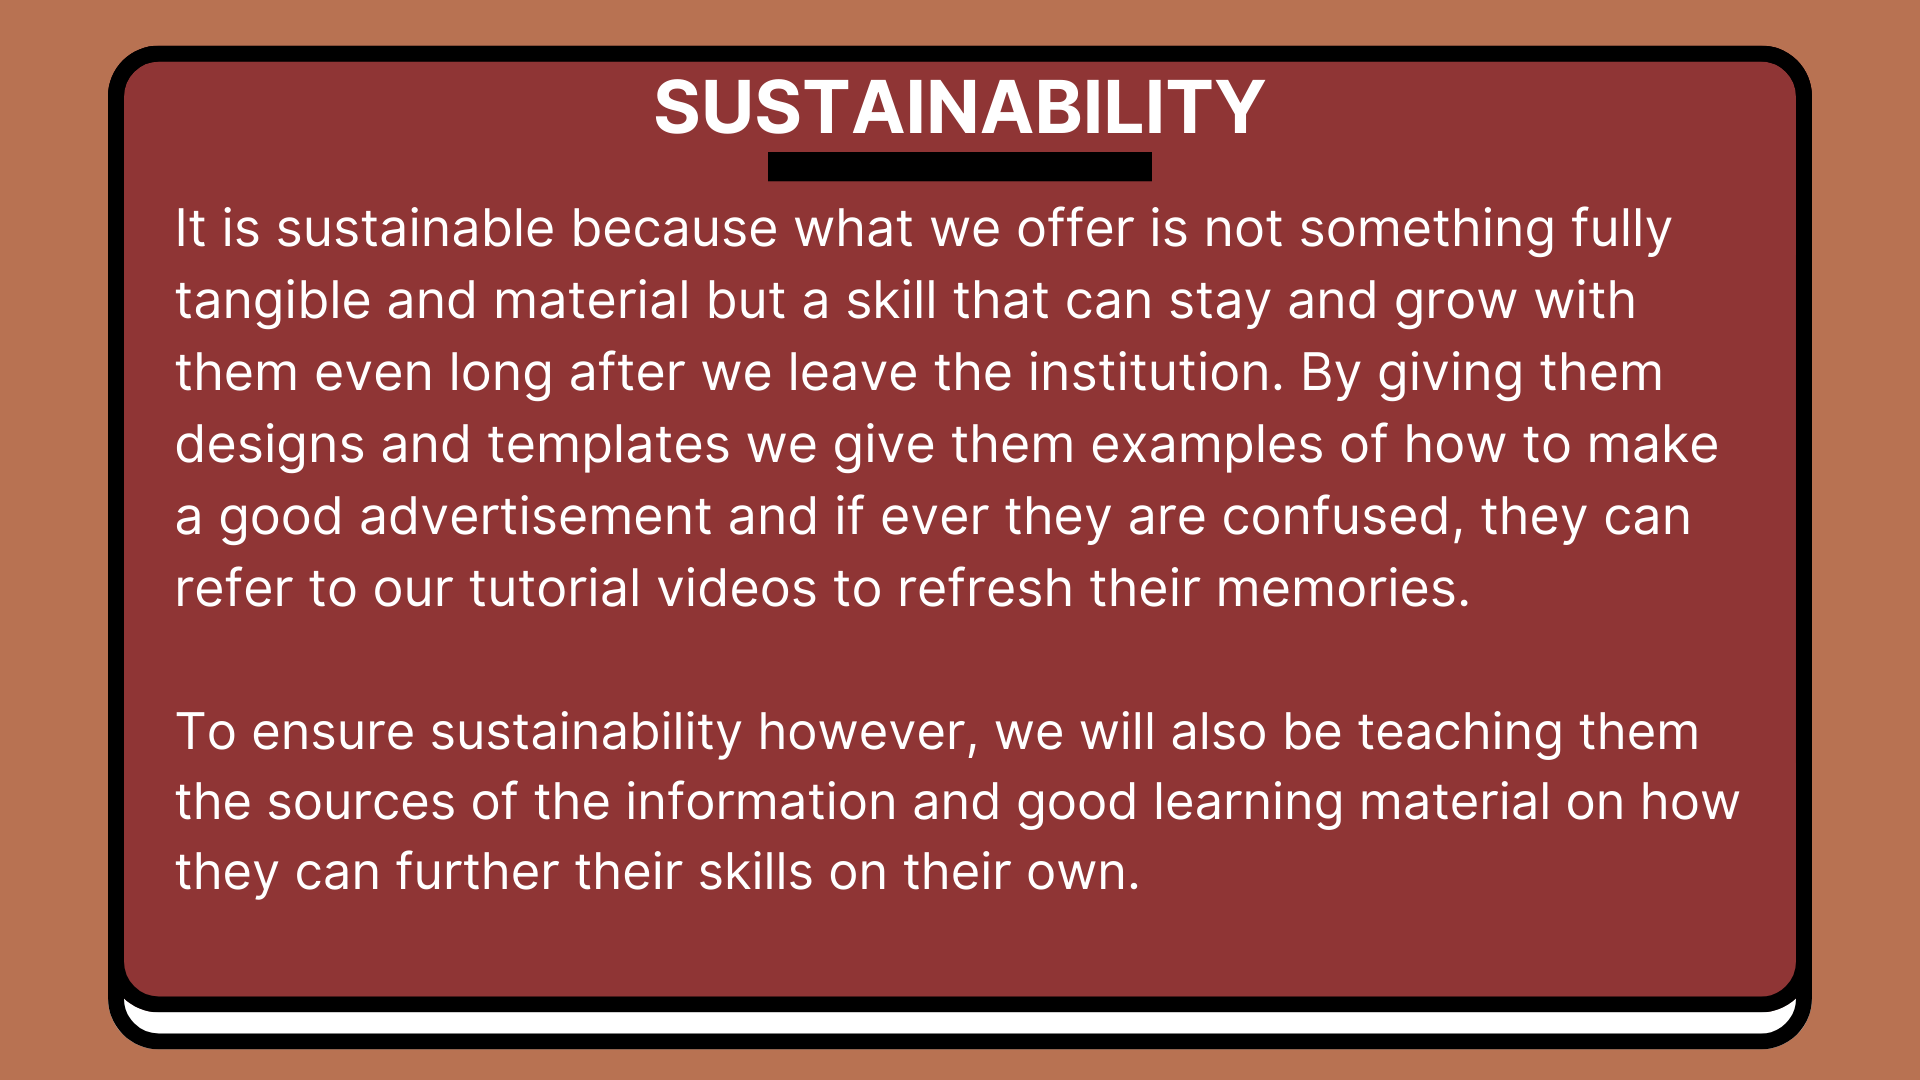 SUSTAINABILITY
It is sustainable because what we offer is not something fully
tangible and material but a skill that can stay and grow with
them even long after we leave the institution. By giving them
designs and templates we give them examples of how to make
a good advertisement and if ever they are confused, they can
refer to our tutorial videos to refresh their memories.
To ensure sustainability however, we will also be teaching them
the sources of the information and good learning material on how
they can further their skills on their own.